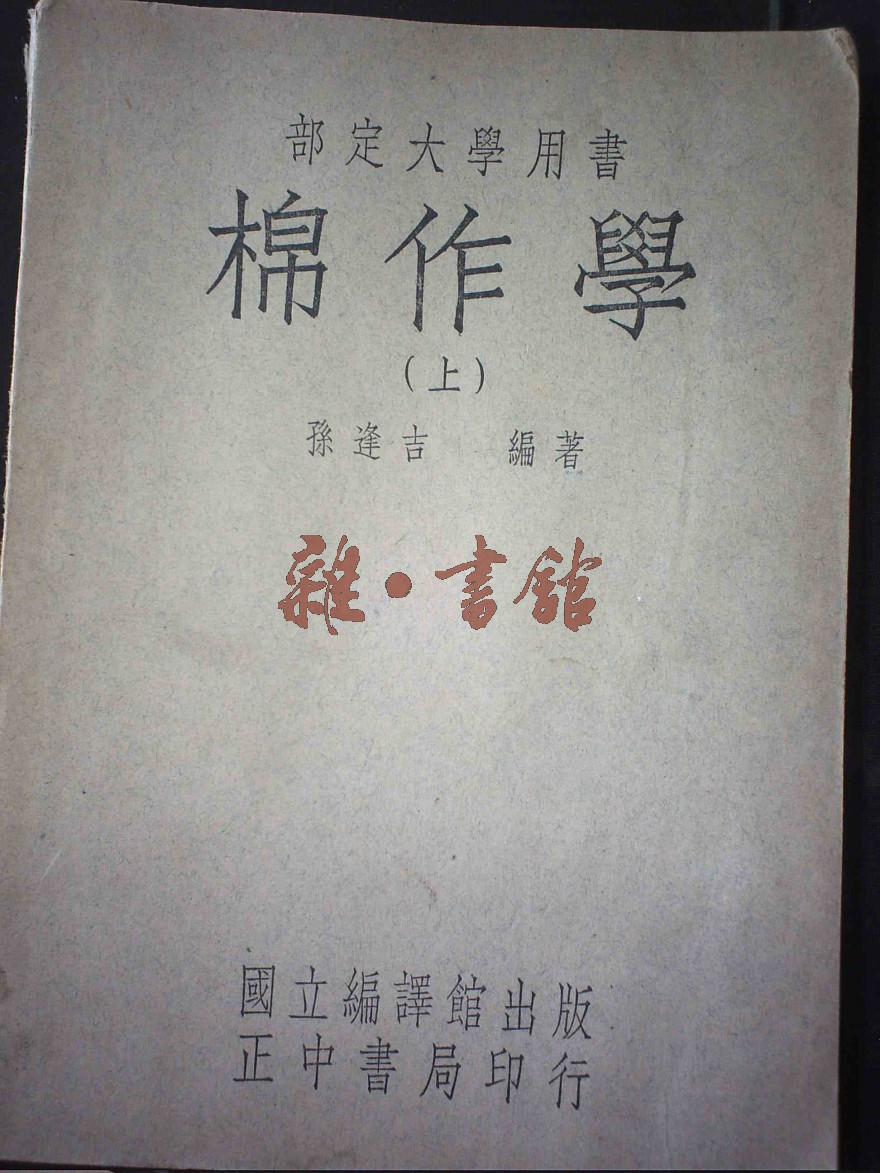 部定大學用書
棉作學
(上)
孫逢吉 編著
雜·書館
國立編譯館出版
正中書局印行